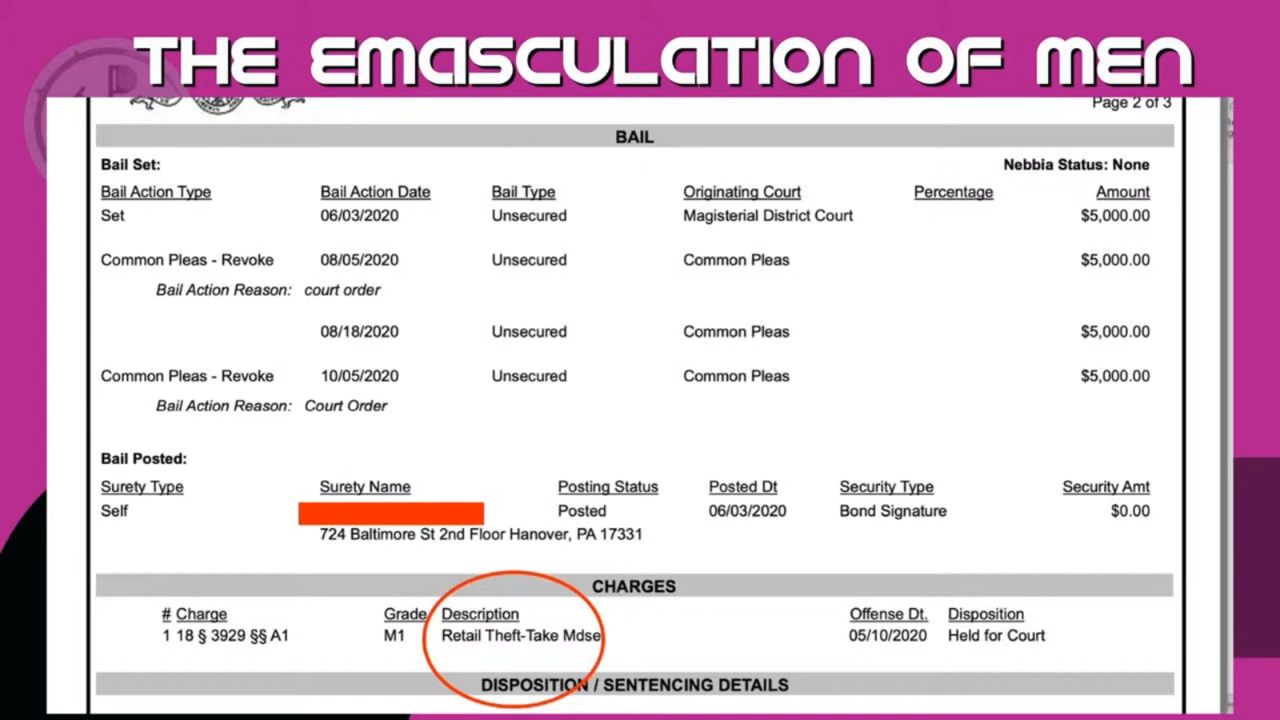 THE EMASCULATION OF MEN
Page 2 of 3
BAIL
Bail Set: Nebbia Status: None
Bail Action Type Bail Action Date Bail Type Originating Court Percentage Amount
Set 06/03/2020 Unsecured Magisterial District Court $5,000.00
Common Pleas - Revoke 08/05/2020 Unsecured Common Pleas $5,000.00
Bail Action Reason: court order
08/18/2020 Unsecured Common Pleas $5,000.00
Common Pleas - Revoke 10/05/2020 Unsecured Common Pleas $5,000.00
Bail Action Reason: Court Order
Bail Posted:
Surety Type Surety Name Posting Status Posted Dt Security Type Security Amt
Self Posted 06/03/2020 Bond Signature $0.00
724 Baltimore St 2nd Floor Hanover, PA 17331
CHARGES
# Charge Grade Description Offense Dt. Disposition
1 18 § 3929 §§ A1 M1 Retail Theft-Take Mdse 05/10/2020 Held for Court
DISPOSITION / SENTENCING DETAILS